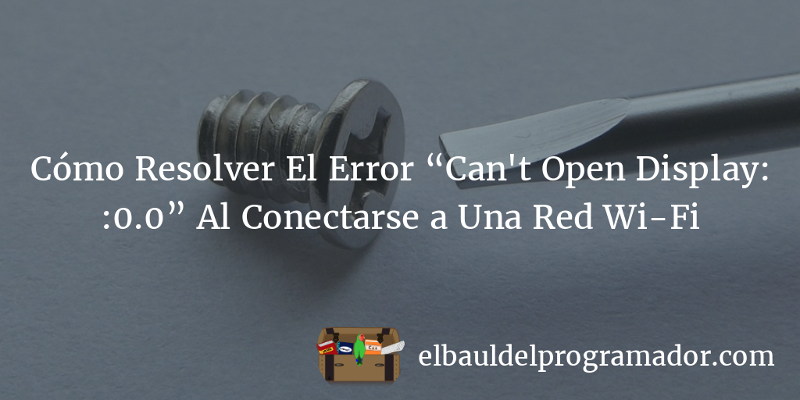 Cómo Resolver El Error “Can't Open Display:
:0.0” Al Conectarse a Una Red Wi-Fi
elbauldelprogramador.com